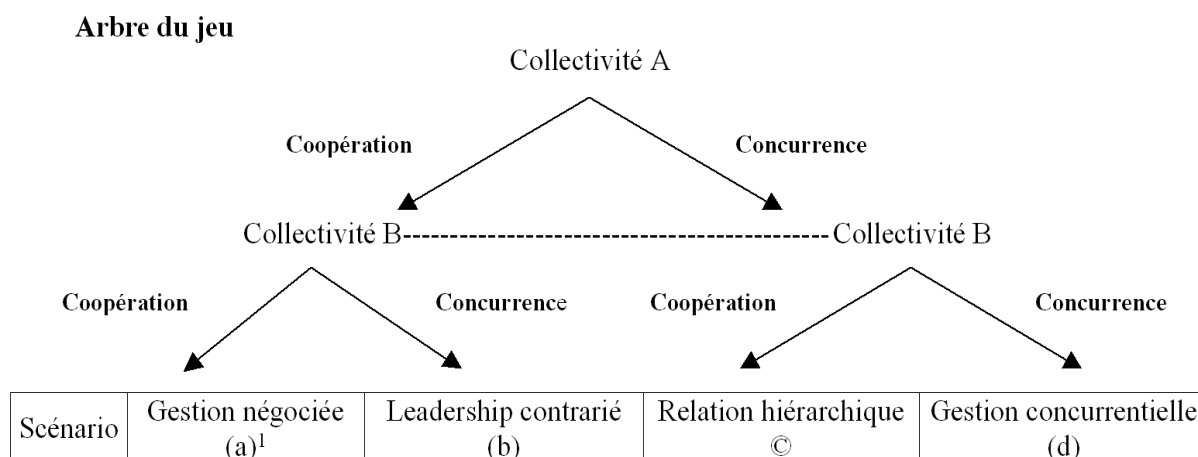 Arbre du jeu
Collectivité A
Coopération Concurrence
Collectivité B Collectivité B
Coopération Concurrence Coopération Concurrence
Scénario Gestion négociée (a)¹ Leadership contrarié (b) Relation hiérarchique © Gestion concurrentielle (d)